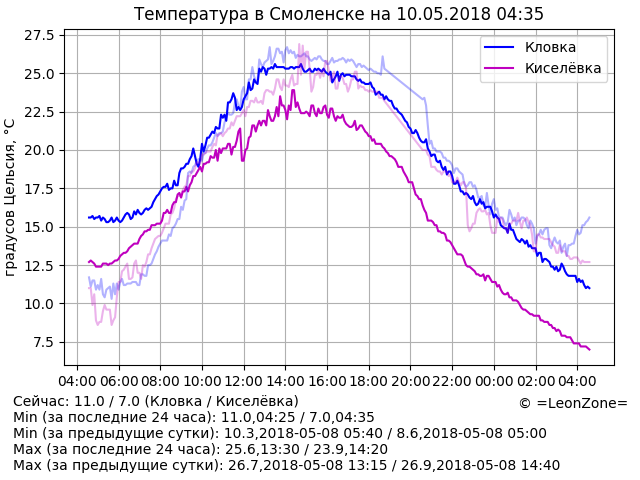 Температура в Смоленске на 10.05.2018 04:35
27.5
25.0
22.5
20.0
17.5
15.0
12.5
10.0
7.5
градусов Цельсия, °C
Кловка
Киселёвка
04:00 06:00 08:00 10:00 12:00 14:00 16:00 18:00 20:00 22:00 00:00 02:00 04:00
Сейчас: 11.0 / 7.0 (Кловка / Киселёвка)
© =LeonZone=
Min (за последние 24 часа): 11.0,04:25 / 7.0,04:35
Min (за предыдущие сутки): 10.3,2018-05-08 05:40 / 8.6,2018-05-08 05:00
Max (за последние 24 часа): 25.6,13:30 / 23.9,14:20
Max (за предыдущие сутки): 26.7,2018-05-08 13:15 / 26.9,2018-05-08 14:40